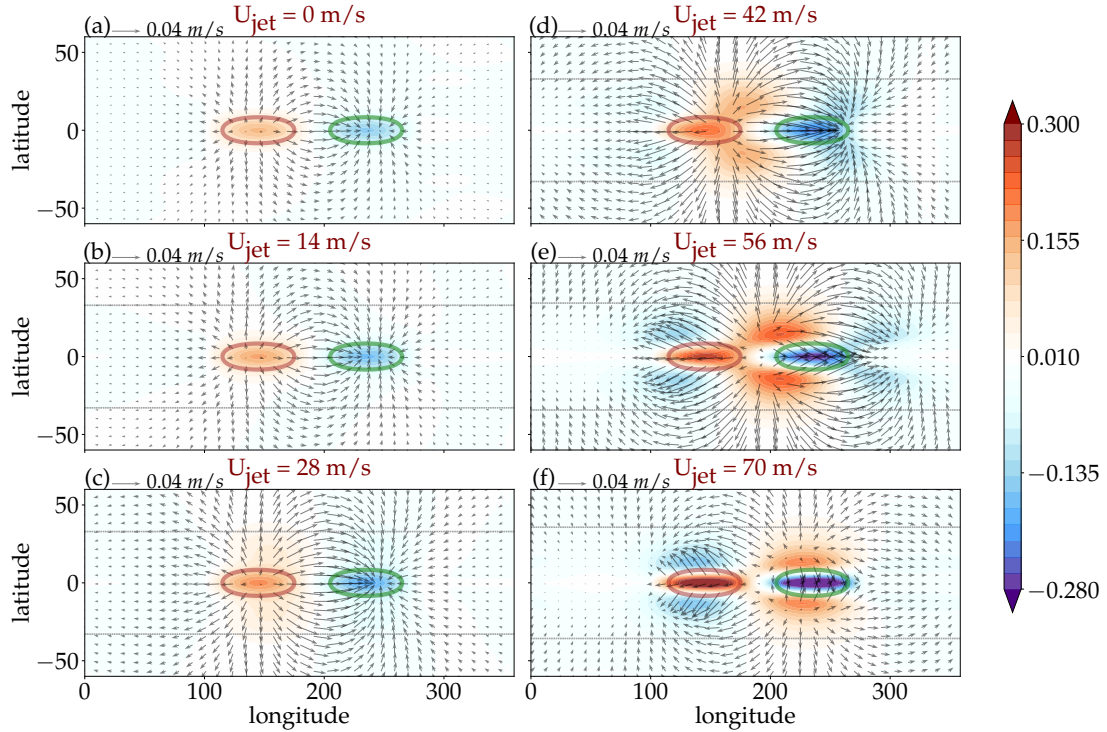 (a) U_jet = 0 m/s
0.04 m/s
(d) U_jet = 42 m/s
0.04 m/s
latitude
50
0
−50
(b) U_jet = 14 m/s
0.04 m/s
(e) U_jet = 56 m/s
0.04 m/s
latitude
50
0
−50
(c) U_jet = 28 m/s
0.04 m/s
(f) U_jet = 70 m/s
0.04 m/s
latitude
50
0
−50
0 100 200 300
longitude
0 100 200 300
longitude
0.300
0.155
0.010
−0.135
−0.280